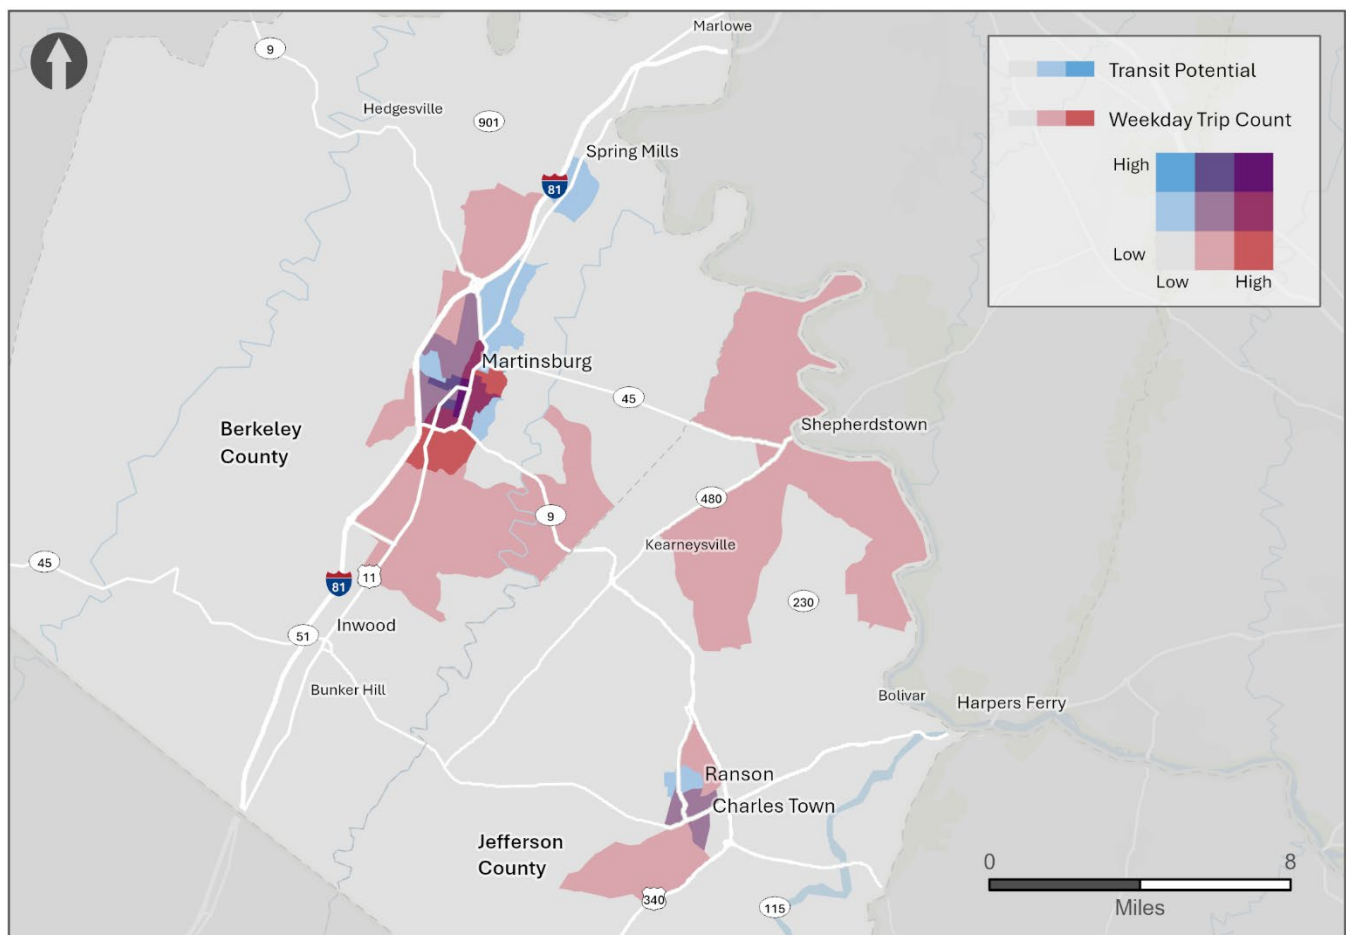 Marlowe
9
Hedgesville
901
Spring Mills
81
Transit Potential
Weekday Trip Count
High
Low
Low
High
Martinsburg
45
Berkeley
County
Shepherdstown
480
9
Kearneysville
45
81
11
230
51
Inwood
Bunker Hill
Bolivar
Harpers Ferry
Ranson
Charles Town
Jefferson
County
340
115
0
8
Miles